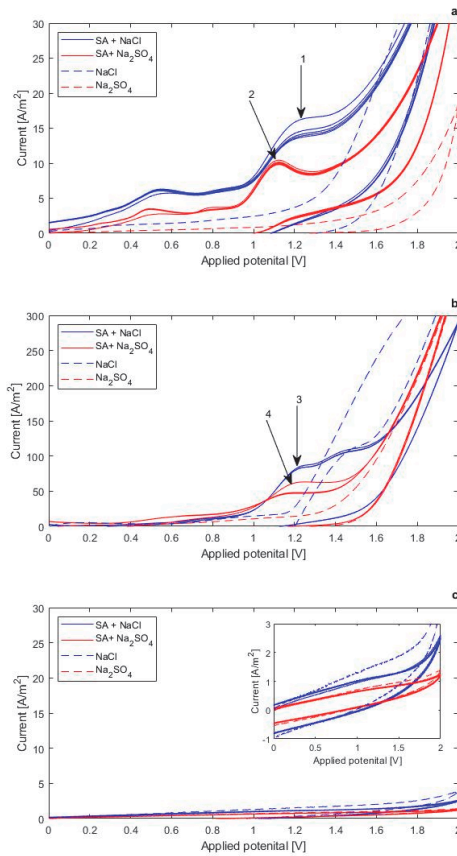 a
30
25
20
15
10
5
0
Current [A/m²]
SA + NaCl
SA+ Na₂SO₄
NaCl
Na₂SO₄
1
2
0 0.2 0.4 0.6 0.8 1 1.2 1.4 1.6 1.8 2
Applied potenital [V]
b
300
250
200
150
100
50
0
Current [A/m²]
SA + NaCl
SA+ Na₂SO₄
NaCl
Na₂SO₄
3
4
0 0.2 0.4 0.6 0.8 1 1.2 1.4 1.6 1.8 2
Applied potenital [V]
c
30
25
20
15
10
5
0
Current [A/m²]
SA + NaCl
SA+ Na₂SO₄
NaCl
Na₂SO₄
3
2
1
0
-1
Current [A/m²]
0 0.5 1 1.5 2
Applied potenital [V]
0 0.2 0.4 0.6 0.8 1 1.2 1.4 1.6 1.8 2
Applied potenital [V]